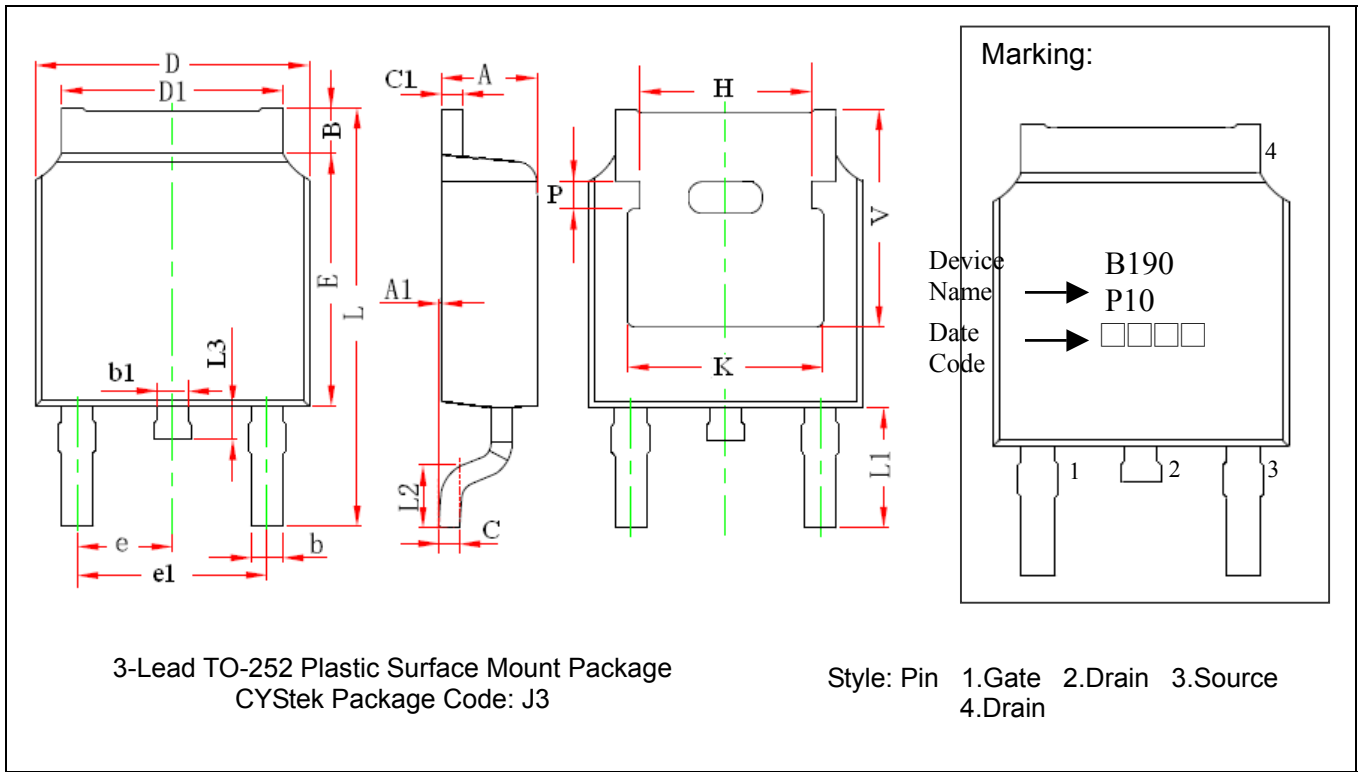 D
D1
B
E
L
L3
b1
e
e1
b
C1
A
A1
L2
C
H
P
V
K
L1
Marking:
4
Device
Name
B190
P10
Date
Code
□□□□
1
2
3
3-Lead TO-252 Plastic Surface Mount Package
CYStek Package Code: J3
Style: Pin 1.Gate 2.Drain 3.Source
4.Drain